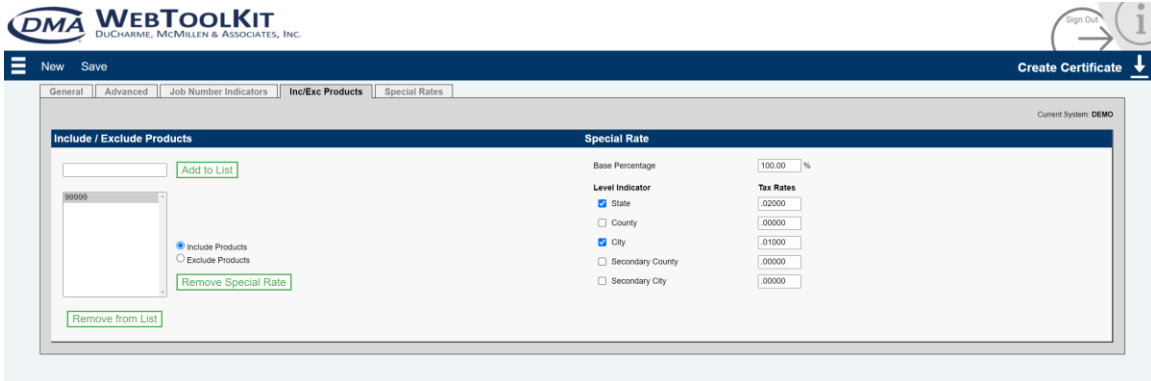 DMA WEBTOOLKIT
DUCHARME, MCMILLEN & ASSOCIATES, INC.
Sign Out
i
New Save
Create Certificate
General Advanced Job Number Indicators Inc/Exc Products Special Rates
Current System: DEMO
Include / Exclude Products
Special Rate
Add to List
Base Percentage 100.00 %
Level Indicator Tax Rates
99999
State .02000
County .00000
Include Products
City .01000
Exclude Products
Secondary County .00000
Remove Special Rate
Secondary City .00000
Remove from List